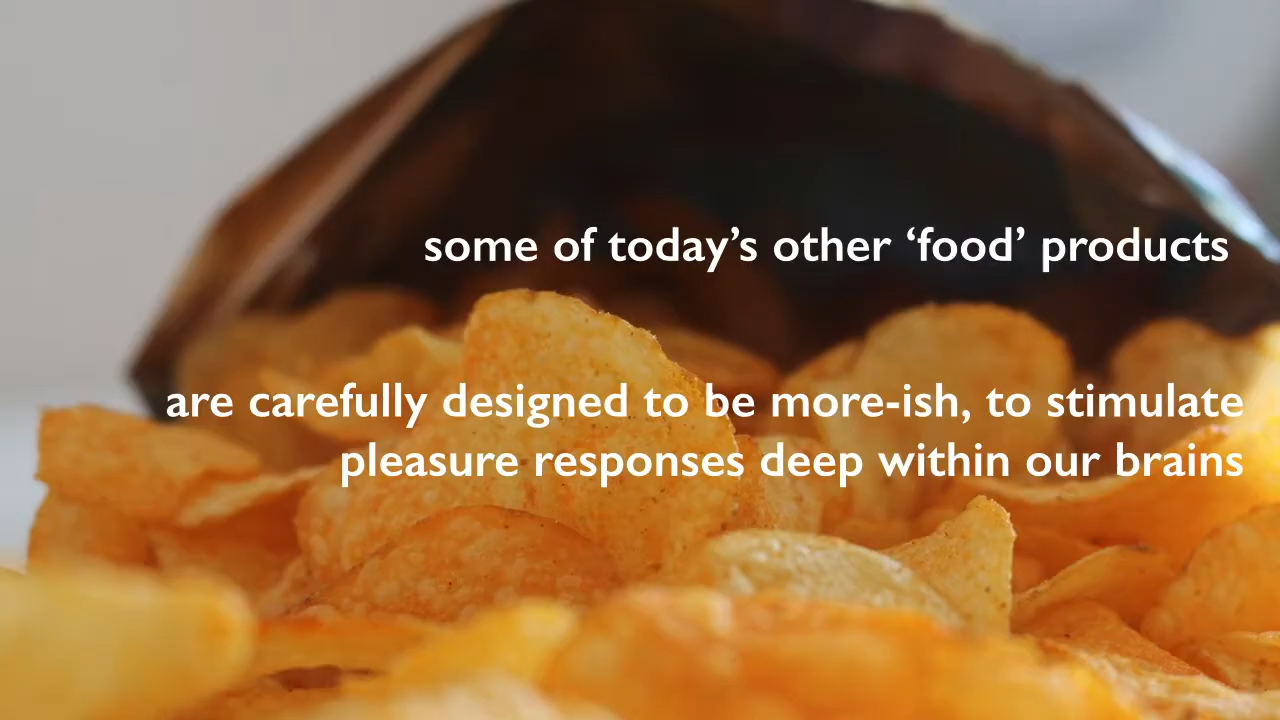 some of today’s other ‘food’ products
are carefully designed to be more-ish, to stimulate
pleasure responses deep within our brains